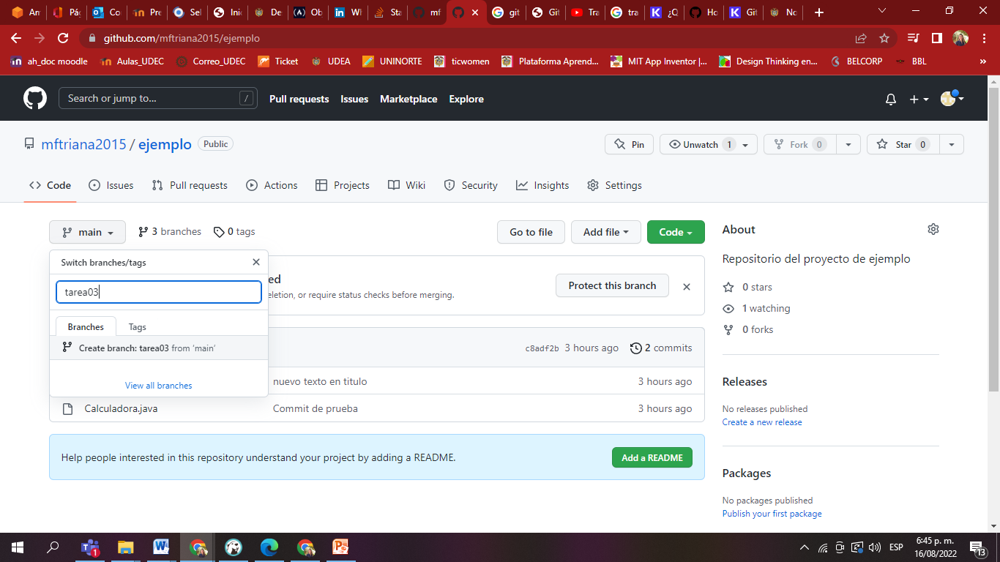 An
Pág
Co
Pre
Sel
Inic
De
Ob
WI
Sta
mf
git
Git
Tra
tra
¿Q
Ho
Git
No
github.com/mftriana2015/ejemplo
ah_doc moodle
Aulas_UDEC
Correo_UDEC
Ticket
UDEA
UNINORTE
ticwomen
Plataforma Aprend...
MIT App Inventor |...
Design Thinking en...
BELCORP
BBL
»
Search or jump to...
/
Pull requests
Issues
Marketplace
Explore
mftriana2015 / ejemplo
Public
Pin
Unwatch 1
Fork 0
Star 0
Code
Issues
Pull requests
Actions
Projects
Wiki
Security
Insights
Settings
main
3 branches
0 tags
Go to file
Add file
Code
Switch branches/tags
tarea03
Branches
Tags
Create branch: tarea03 from 'main'
View all branches
ed
eletion, or require status checks before merging.
Protect this branch
c8adf2b 3 hours ago
2 commits
nuevo texto en titulo
3 hours ago
Calculadora.java
Commit de prueba
3 hours ago
Help people interested in this repository understand your project by adding a README.
Add a README
About
Repositorio del proyecto de ejemplo
0 stars
1 watching
0 forks
Releases
No releases published
Create a new release
Packages
No packages published
Publish your first package
1
ESP
6:45 p. m.
16/08/2022
13